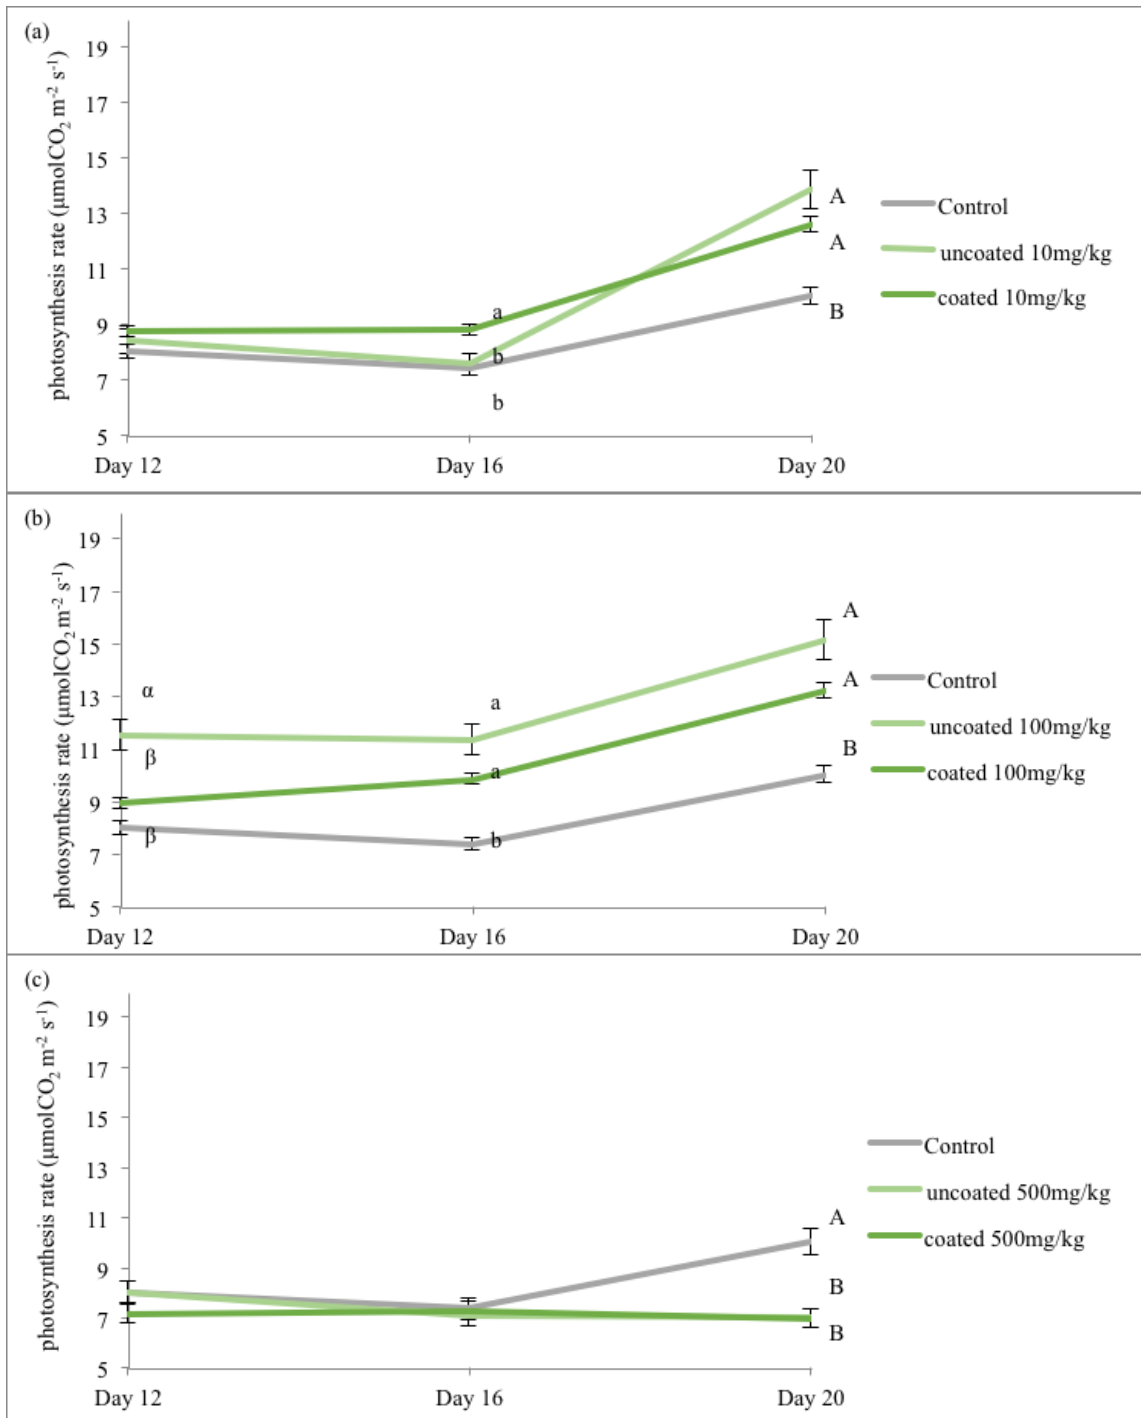 (a)
photosynthesis rate (μmolCO₂ m⁻² s⁻¹)
19
17
15
13
11
9
7
5
a
b
b
A
A
B
Day 12 Day 16 Day 20
Control
uncoated 10mg/kg
coated 10mg/kg
(b)
photosynthesis rate (μmolCO₂ m⁻² s⁻¹)
19
17
15
13
11
9
7
5
α
β
β
a
a
b
A
A
B
Day 12 Day 16 Day 20
Control
uncoated 100mg/kg
coated 100mg/kg
(c)
photosynthesis rate (μmolCO₂ m⁻² s⁻¹)
19
17
15
13
11
9
7
5
A
B
B
Day 12 Day 16 Day 20
Control
uncoated 500mg/kg
coated 500mg/kg